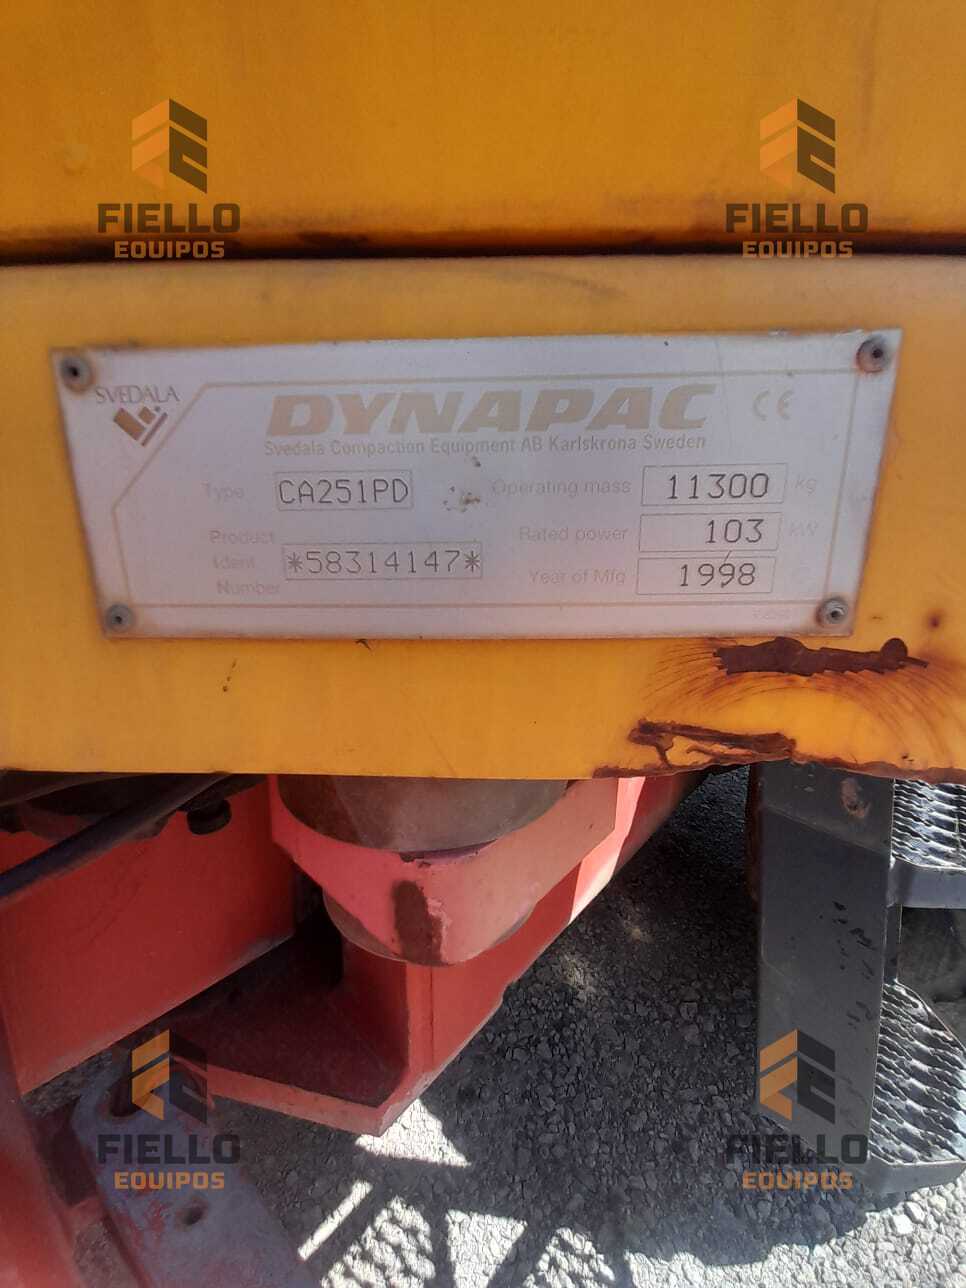 FIELLO
EQUIPOS
FIELLO
EQUIPOS
SVEDALA
DYNAPAC
CE
Svedala Compaction Equipment AB Karlskrona Sweden
Type CA251PD
Operating mass 11300 kg
Product
Ident
Number
*58314147*
Rated power 103 kW
Year of Mfg 1998
FIELLO
EQUIPOS
FIELLO
EQUIPOS